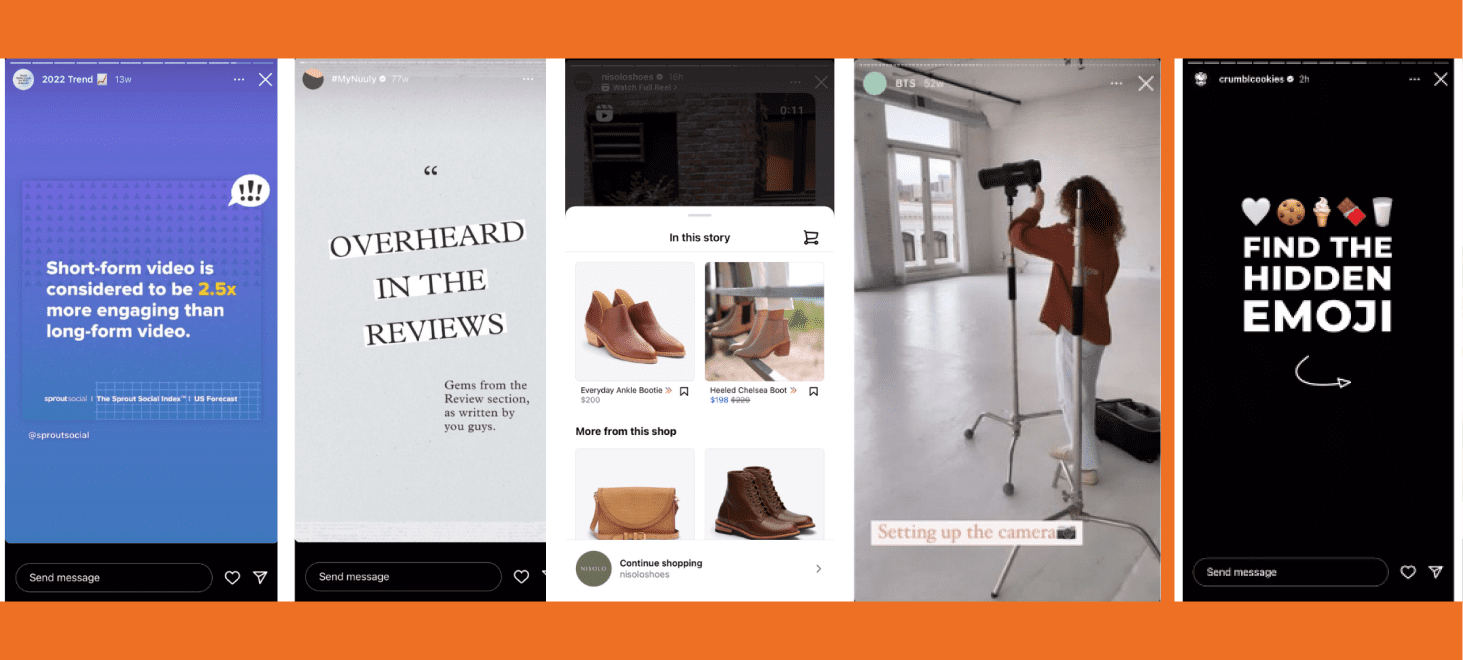 2022 Trend 📈 13w
Short-form video is
considered to be 2.5x
more engaging than
long-form video.
sproutsocial | The Sprout Social Index™ | US Forecast
@sproutsocial
Send message
#MyNuuly 77w
“
OVERHEARD
IN THE
REVIEWS
Gems from the
Review section,
as written by
you guys.
Send message
nisoloshoes 16h
Watch Full Reel >
0:11
In this story
Everyday Ankle Bootie
$200
Heeled Chelsea Boot
$198 $220
More from this shop
NISOLO
Continue shopping
nisoloshoes
BTS 52w
Setting up the camera📷
crumblcookies 2h
🤍🍪🍦🍫🥛
FIND THE
HIDDEN
EMOJI
Send message